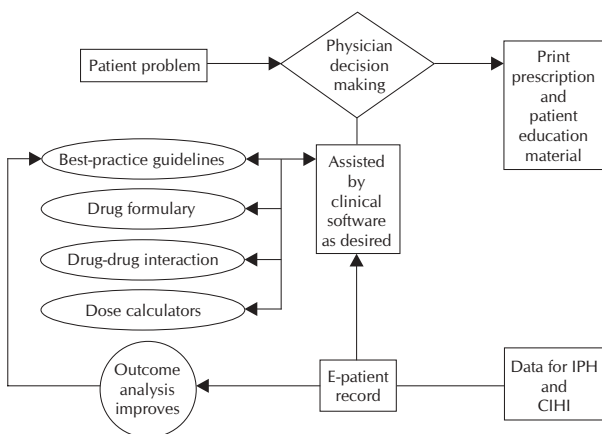 Patient problem
Physician
decision
making
Print
prescription
and
patient
education
material
Best-practice guidelines
Drug formulary
Drug-drug interaction
Dose calculators
Assisted
by
clinical
software
as desired
Outcome
analysis
improves
E-patient
record
Data for IPH
and
CIHI